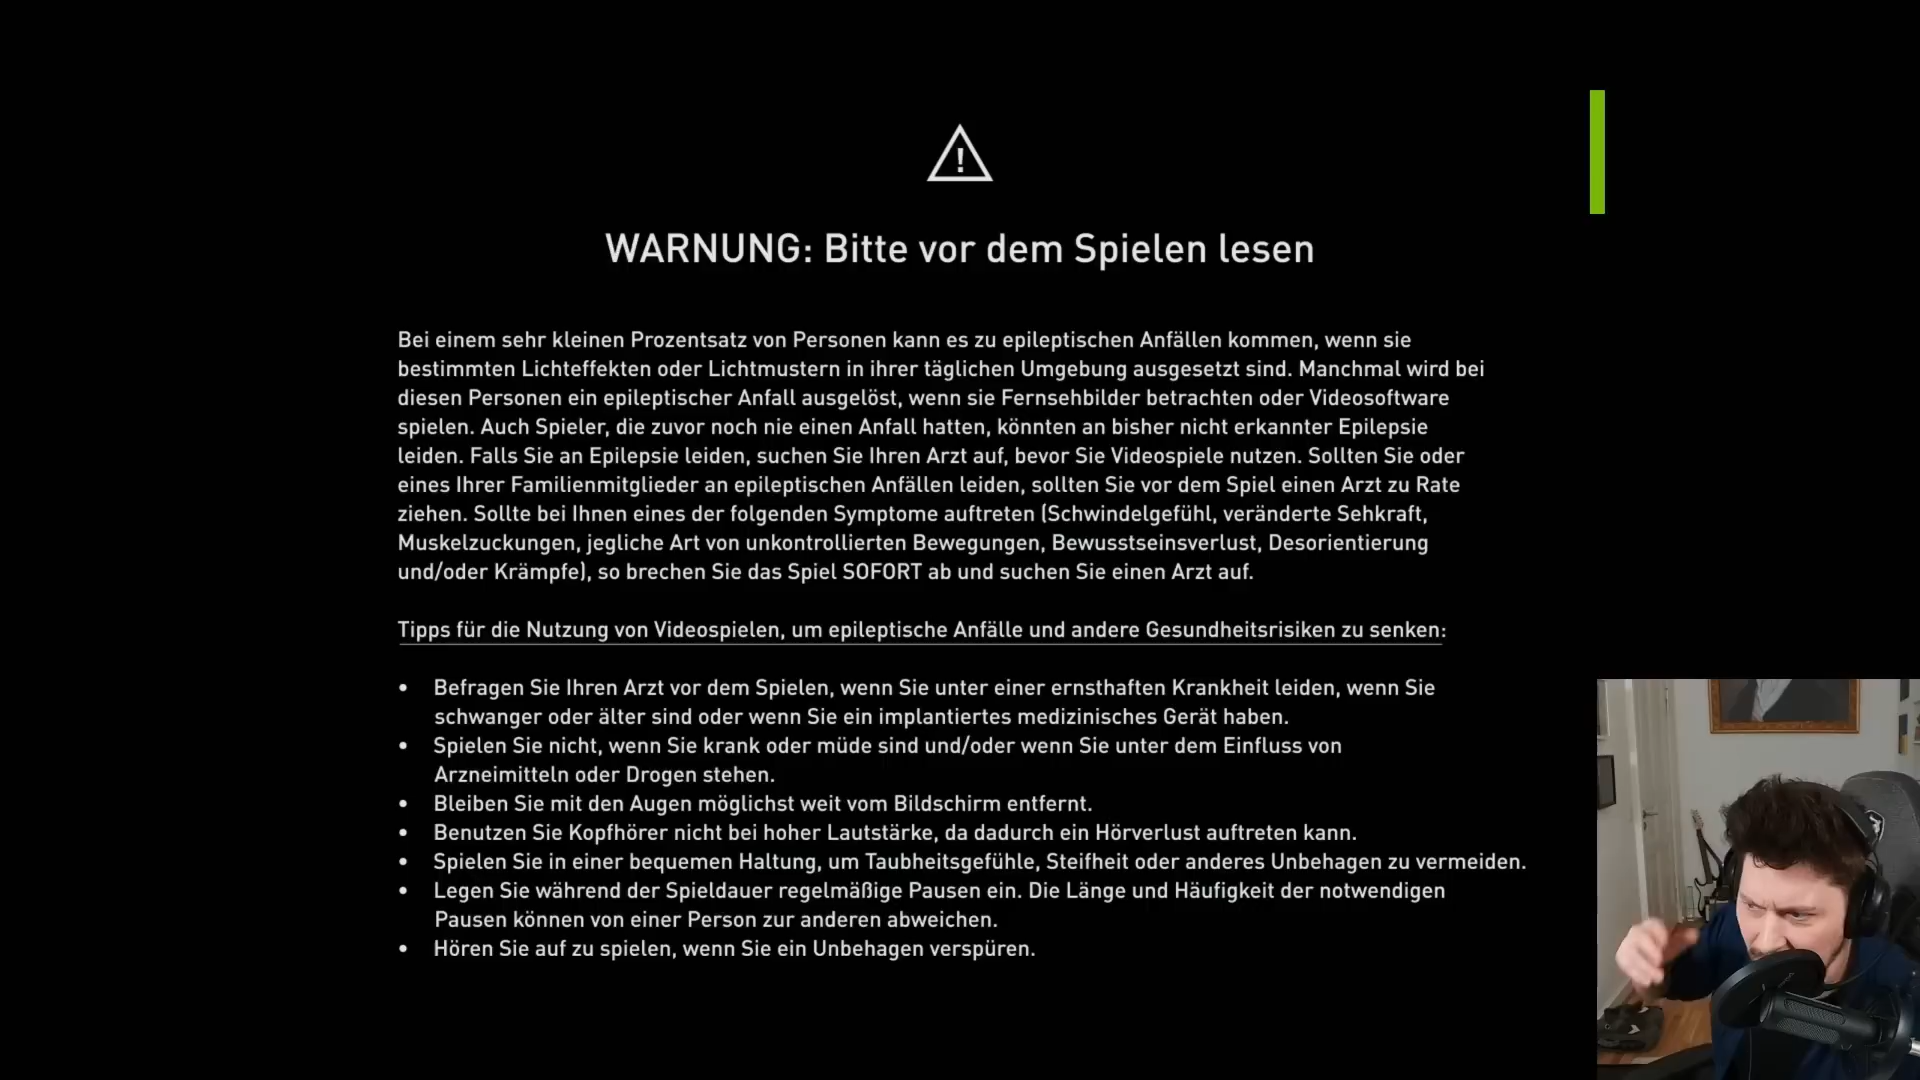 !
WARNUNG: Bitte vor dem Spielen lesen
Bei einem sehr kleinen Prozentsatz von Personen kann es zu epileptischen Anfällen kommen, wenn sie
bestimmten Lichteffekten oder Lichtmustern in ihrer täglichen Umgebung ausgesetzt sind. Manchmal wird bei
diesen Personen ein epileptischer Anfall ausgelöst, wenn sie Fernsehbilder betrachten oder Videosoftware
spielen. Auch Spieler, die zuvor noch nie einen Anfall hatten, könnten an bisher nicht erkannter Epilepsie
leiden. Falls Sie an Epilepsie leiden, suchen Sie Ihren Arzt auf, bevor Sie Videospiele nutzen. Sollten Sie oder
eines Ihrer Familienmitglieder an epileptischen Anfällen leiden, sollten Sie vor dem Spiel einen Arzt zu Rate
ziehen. Sollte bei Ihnen eines der folgenden Symptome auftreten (Schwindelgefühl, veränderte Sehkraft,
Muskelzuckungen, jegliche Art von unkontrollierten Bewegungen, Bewusstseinsverlust, Desorientierung
und/oder Krämpfe), so brechen Sie das Spiel SOFORT ab und suchen Sie einen Arzt auf.
Tipps für die Nutzung von Videospielen, um epileptische Anfälle und andere Gesundheitsrisiken zu senken:
• Befragen Sie Ihren Arzt vor dem Spielen, wenn Sie unter einer ernsthaften Krankheit leiden, wenn Sie
schwanger oder älter sind oder wenn Sie ein implantiertes medizinisches Gerät haben.
• Spielen Sie nicht, wenn Sie krank oder müde sind und/oder wenn Sie unter dem Einfluss von
Arzneimitteln oder Drogen stehen.
• Bleiben Sie mit den Augen möglichst weit vom Bildschirm entfernt.
• Benutzen Sie Kopfhörer nicht bei hoher Lautstärke, da dadurch ein Hörverlust auftreten kann.
• Spielen Sie in einer bequemen Haltung, um Taubheitsgefühle, Steifheit oder anderes Unbehagen zu vermeiden.
• Legen Sie während der Spieldauer regelmäßige Pausen ein. Die Länge und Häufigkeit der notwendigen
Pausen können von einer Person zur anderen abweichen.
• Hören Sie auf zu spielen, wenn Sie ein Unbehagen verspüren.